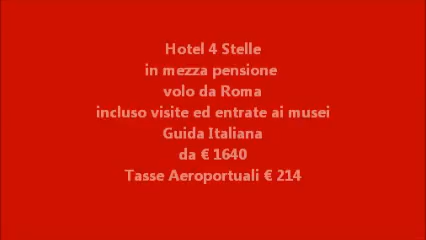 Hotel 4 Stelle
in mezza pensione
volo da Roma
incluso visite ed entrate ai musei
Guida Italiana
da € 1640
Tasse Aeroportuali € 214